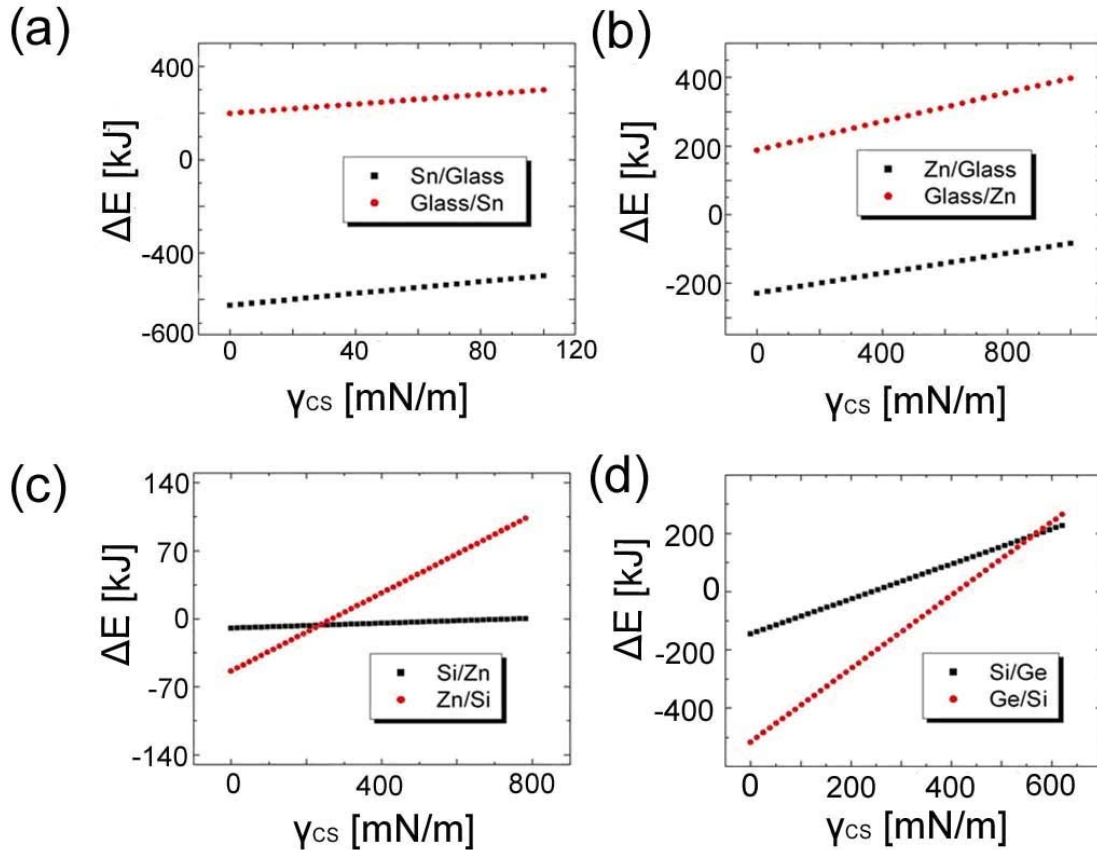 (a)
400
0
-400
-600
ΔE [kJ]
Sn/Glass
Glass/Sn
0 40 80 120
γCS [mN/m]
(b)
400
200
0
-200
ΔE [kJ]
Zn/Glass
Glass/Zn
0 400 800
γCS [mN/m]
(c)
140
70
0
-70
-140
ΔE [kJ]
Si/Zn
Zn/Si
0 400 800
γCS [mN/m]
(d)
200
0
-200
-400
ΔE [kJ]
Si/Ge
Ge/Si
0 200 400 600
γCS [mN/m]